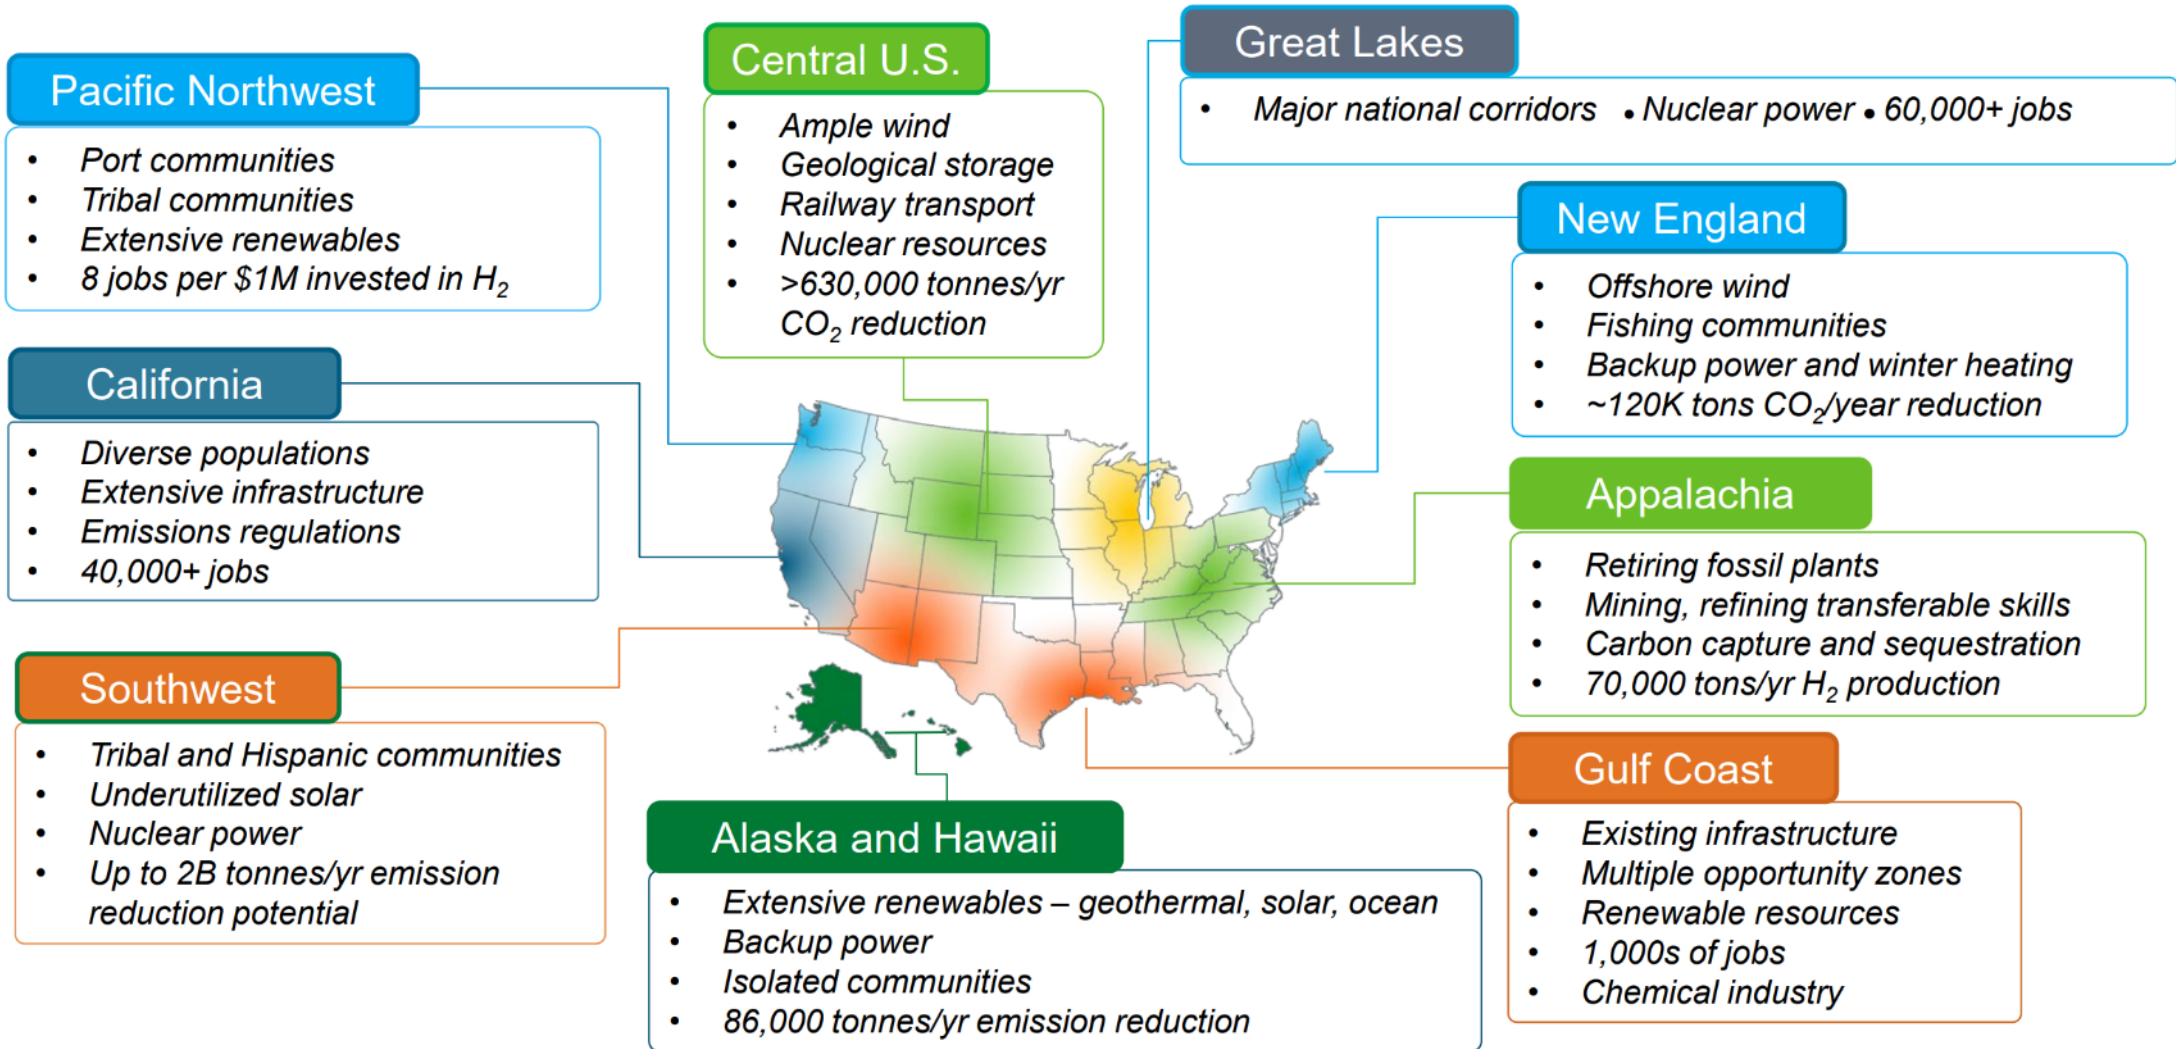 Pacific Northwest
• Port communities
• Tribal communities
• Extensive renewables
• 8 jobs per $1M invested in H₂
Central U.S.
• Ample wind
• Geological storage
• Railway transport
• Nuclear resources
• >630,000 tonnes/yr
CO₂ reduction
Great Lakes
• Major national corridors • Nuclear power • 60,000+ jobs
New England
• Offshore wind
• Fishing communities
• Backup power and winter heating
• ~120K tons CO₂/year reduction
California
• Diverse populations
• Extensive infrastructure
• Emissions regulations
• 40,000+ jobs
Appalachia
• Retiring fossil plants
• Mining, refining transferable skills
• Carbon capture and sequestration
• 70,000 tons/yr H₂ production
Southwest
• Tribal and Hispanic communities
• Underutilized solar
• Nuclear power
• Up to 2B tonnes/yr emission
reduction potential
Alaska and Hawaii
• Extensive renewables – geothermal, solar, ocean
• Backup power
• Isolated communities
• 86,000 tonnes/yr emission reduction
Gulf Coast
• Existing infrastructure
• Multiple opportunity zones
• Renewable resources
• 1,000s of jobs
• Chemical industry